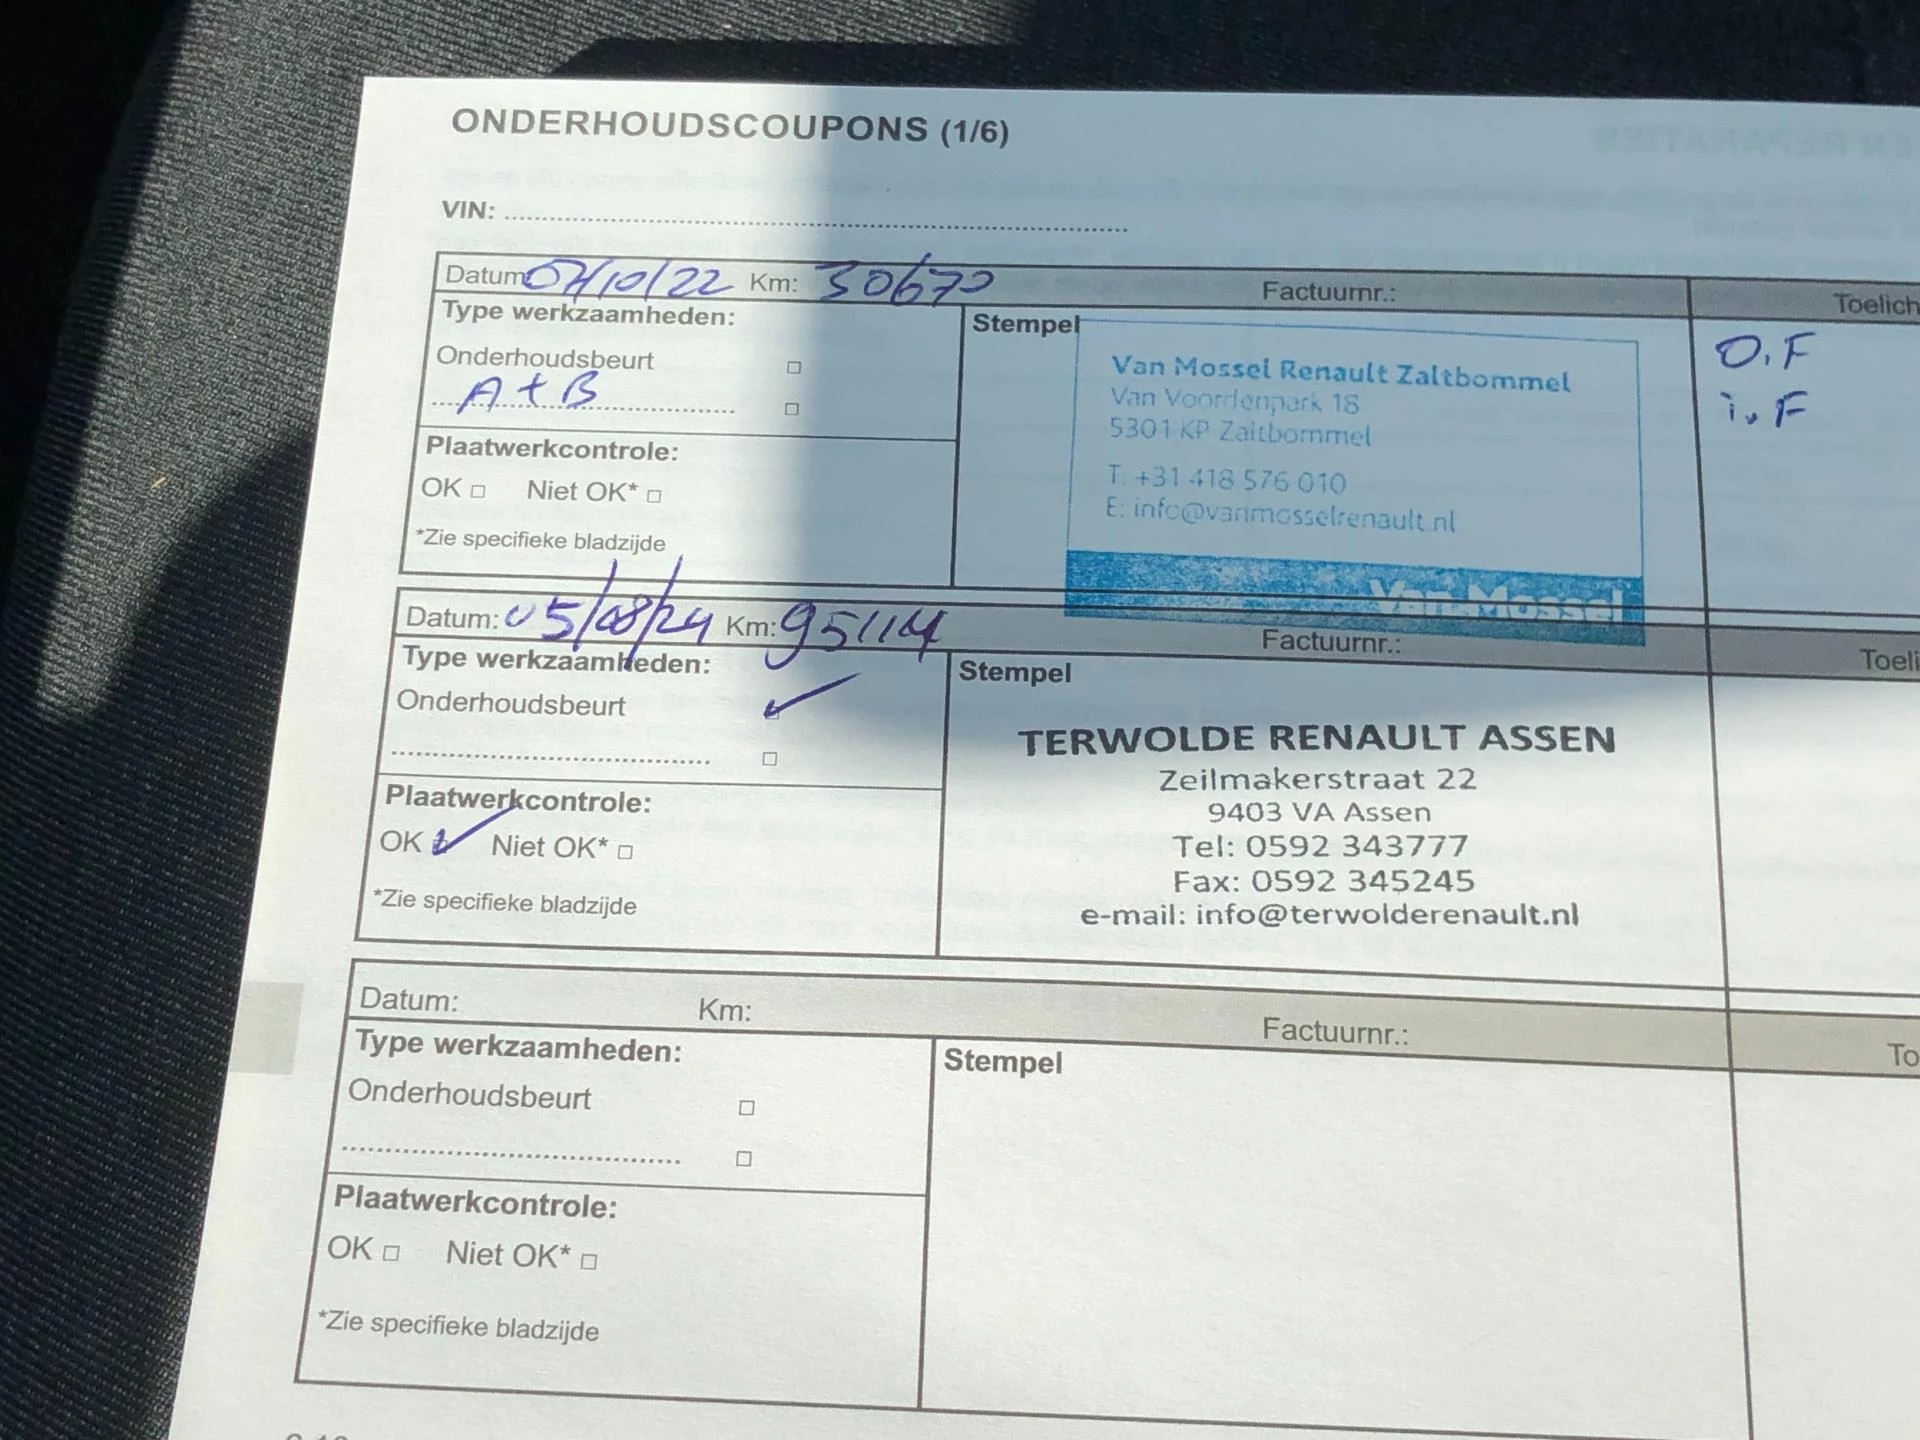 ONDERHOUDSCOUPONS (1/6)
VIN:
Datum: 07/10/22 Km: 30670 Factuurnr.: Toelich
Type werkzaamheden:
Onderhoudsbeurt
A + B
Plaatwerkcontrole:
OK Niet OK*
*Zie specifieke bladzijde
Stempel
Van Mossel Renault Zaltbommel
Van Voordenpark 18
5301 KP Zaltbommel
T: +31 418 576 010
E: info@vanmosselrenault.nl
Van Mossel
O.F
i.F
Datum: 05/08/24 Km: 95114 Factuurnr.: Toeli
Type werkzaamheden:
Onderhoudsbeurt
Plaatwerkcontrole:
OK Niet OK*
*Zie specifieke bladzijde
Stempel
TERWOLDE RENAULT ASSEN
Zeilmakerstraat 22
9403 VA Assen
Tel: 0592 343777
Fax: 0592 345245
e-mail: info@terwolderenault.nl
Datum: Km: Factuurnr.: To
Type werkzaamheden:
Onderhoudsbeurt
Plaatwerkcontrole:
OK Niet OK*
*Zie specifieke bladzijde
Stempel